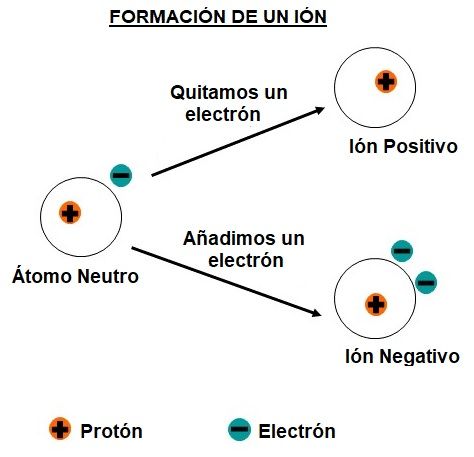 FORMACIÓN DE UN IÓN
Quitamos un
electrón
Ión Positivo
Átomo Neutro
Añadimos un
electrón
Ión Negativo
Protón
Electrón